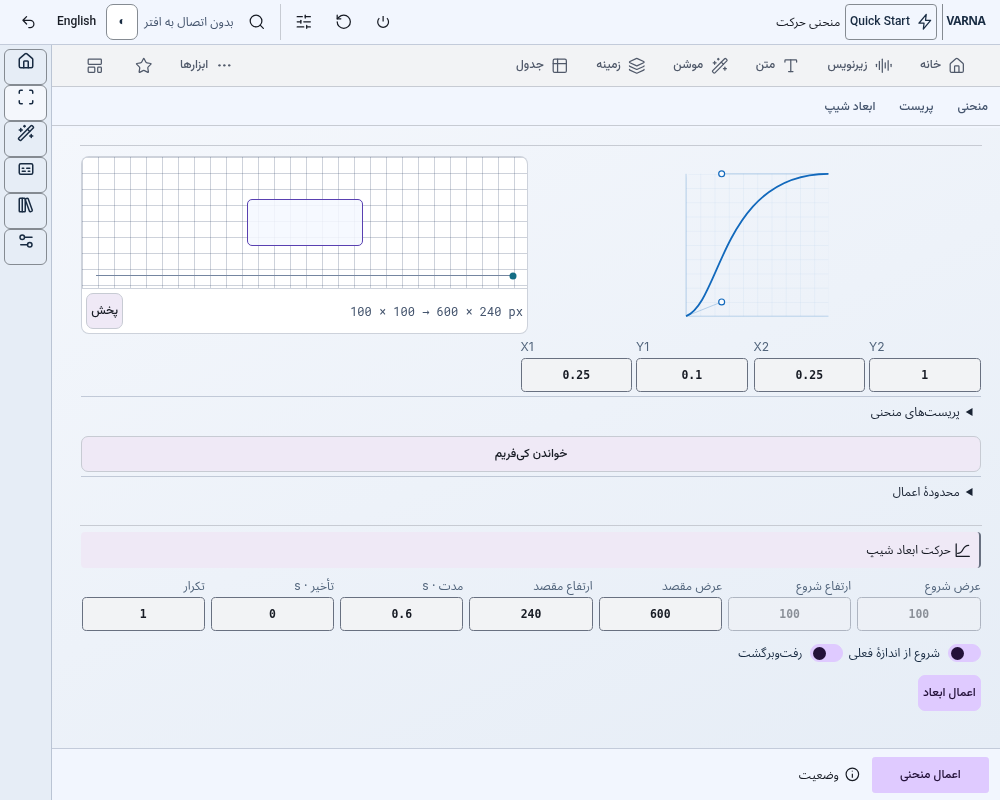 VARNA
Quick Start
منحنی حرکت
بدون اتصال به افتر
English
خانه
زیرنویس
متن
موشن
زمینه
جدول
ابزارها
منحنی
پریست
ابعاد شیپ
پخش
100 × 100 → 600 × 240 px
X1 Y1 X2 Y2
0.25 0.1 0.25 1
پریست‌های منحنی
خواندن کی‌فریم
محدودهٔ اعمال
حرکت ابعاد شیپ
عرض شروع
ارتفاع شروع
عرض مقصد
ارتفاع مقصد
مدت · s
تأخیر · s
تکرار
100
100
600
240
0.6
0
1
شروع از اندازهٔ فعلی
رفت‌وبرگشت
اعمال ابعاد
اعمال منحنی
وضعیت